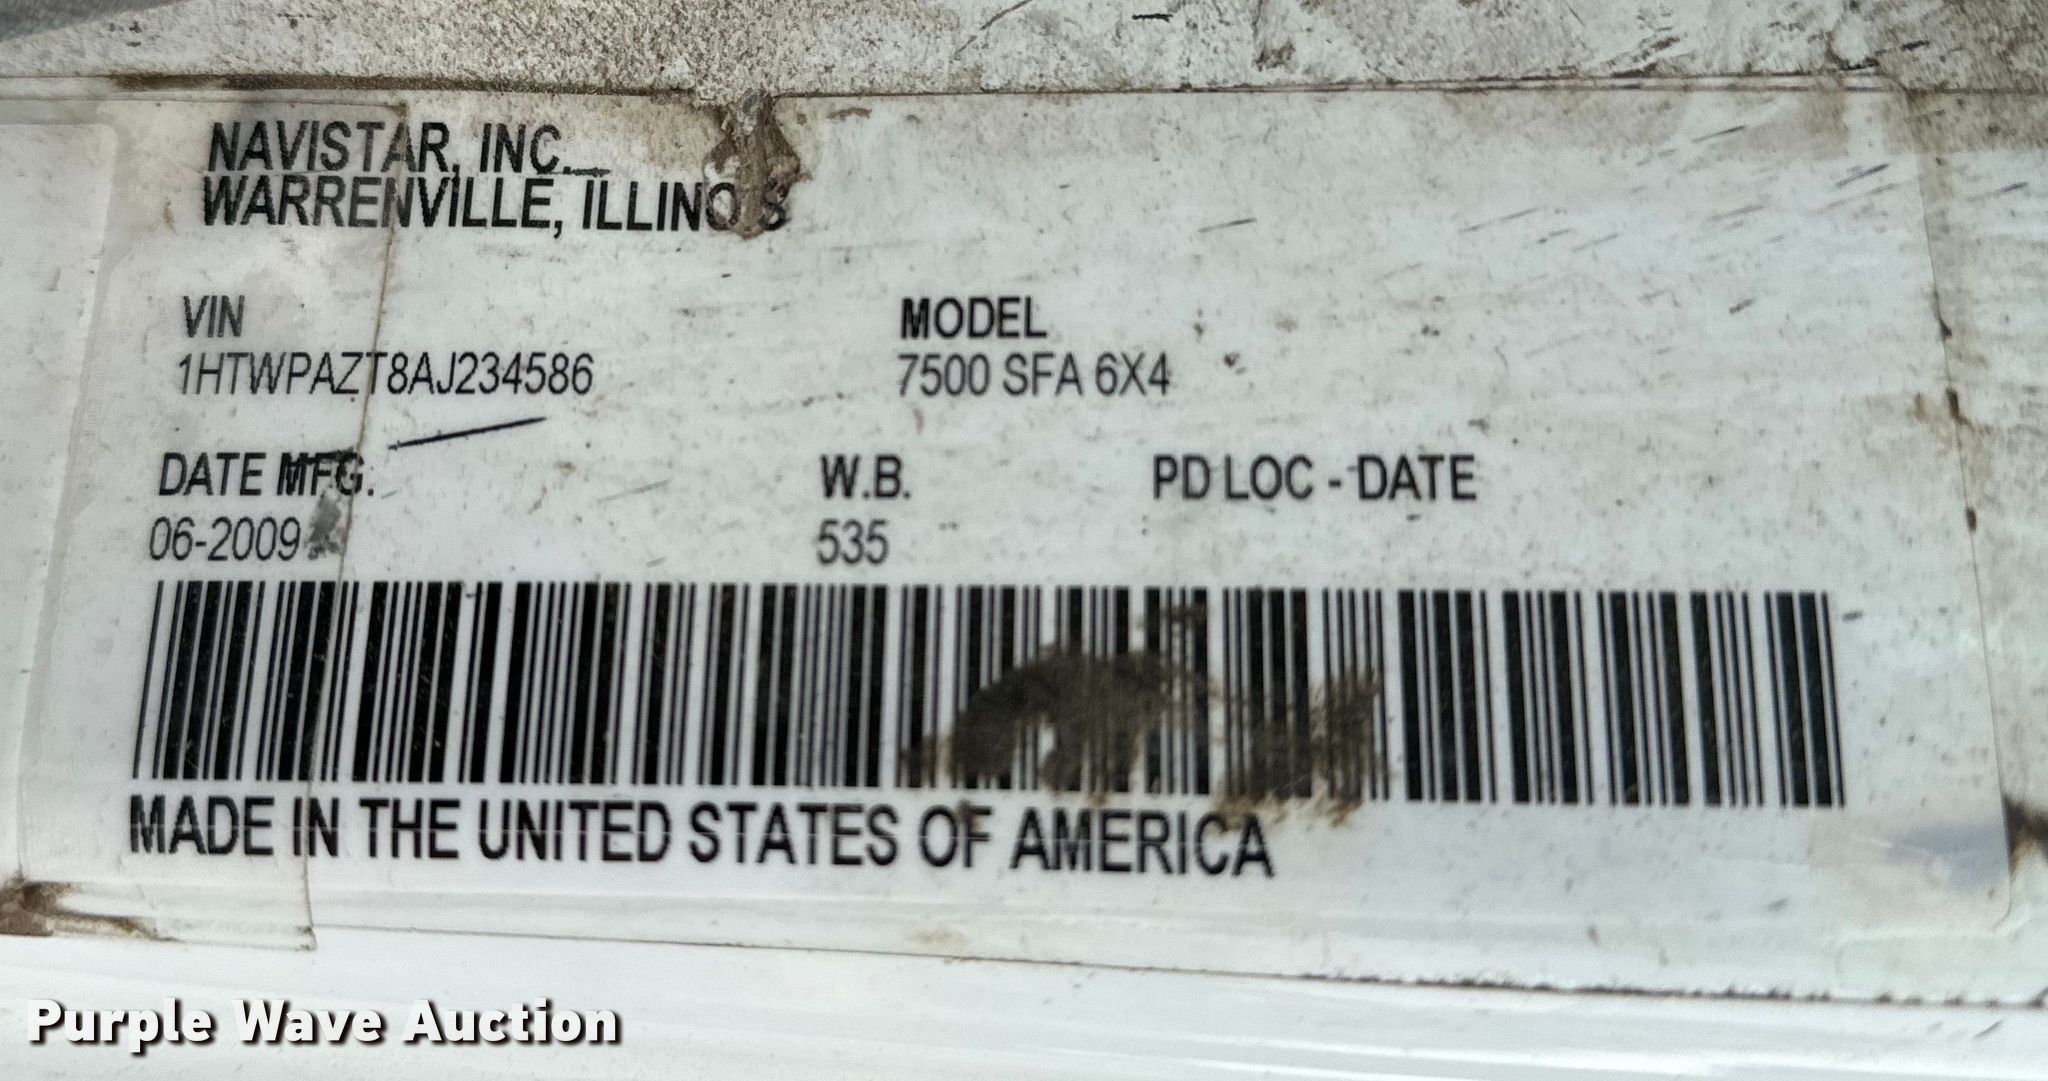 NAVISTAR, INC.
WARRENVILLE, ILLINOIS
VIN MODEL
1HTWPAZT8AJ234586 7500 SFA 6X4
DATE MFG. W.B. PD LOC - DATE
06-2009 535
MADE IN THE UNITED STATES OF AMERICA
Purple Wave Auction